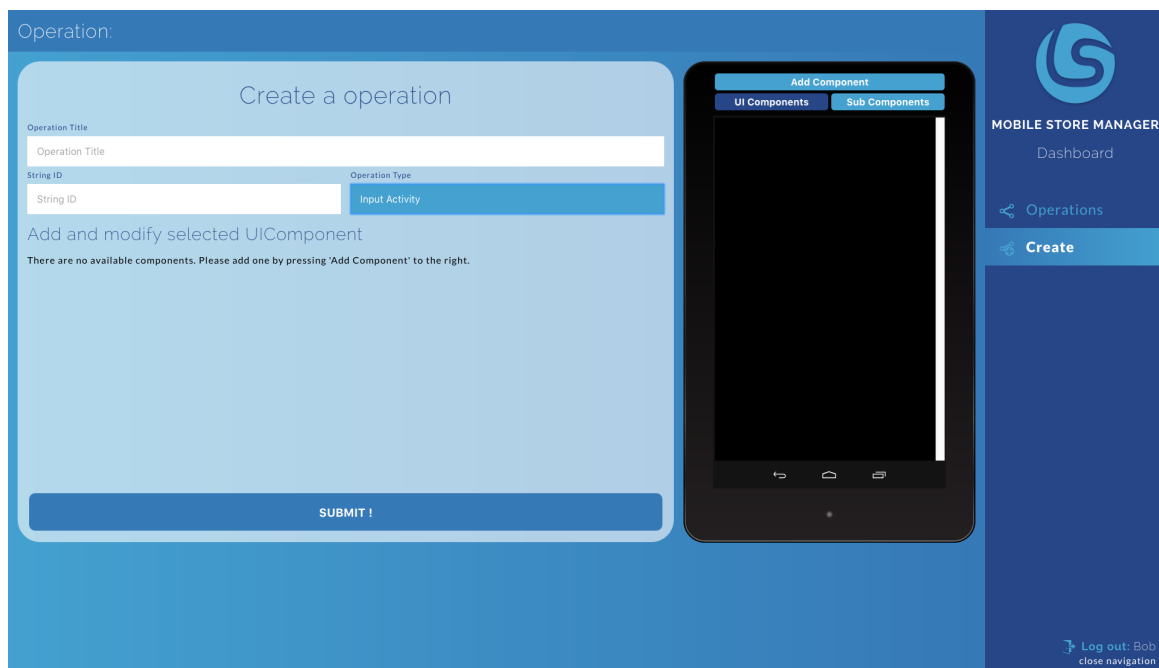 Operation:
Create a operation
Operation Title
Operation Title
String ID
Operation Type
String ID
Input Activity
Add and modify selected UIComponent
There are no available components. Please add one by pressing 'Add Component' to the right.
SUBMIT !
Add Component
UI Components
Sub Components
MOBILE STORE MANAGER
Dashboard
Operations
Create
Log out: Bob
close navigation